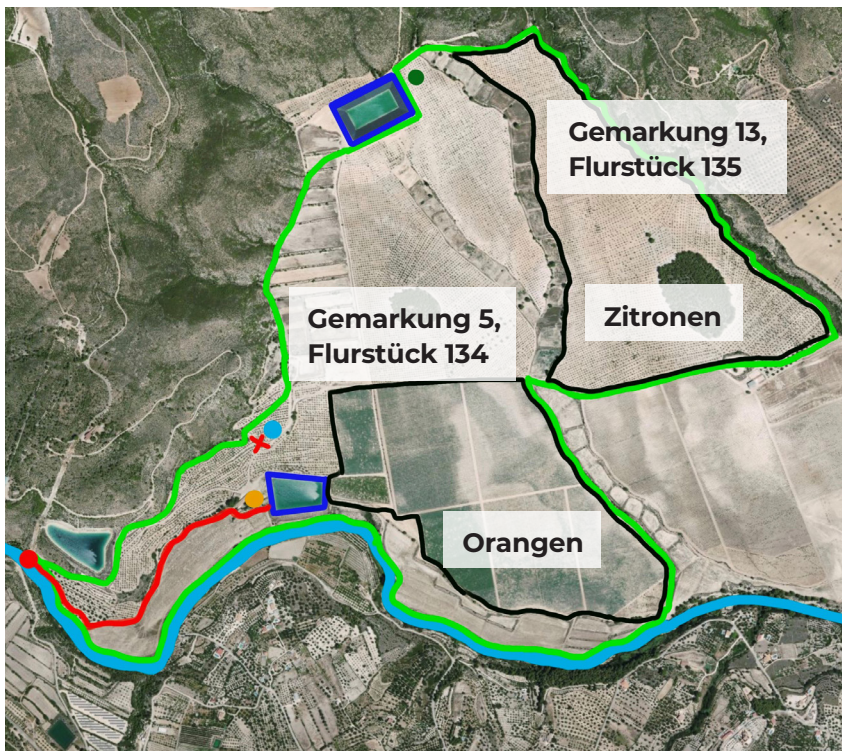 Gemarkung 13,
Flurstück 135
Zitronen
Gemarkung 5,
Flurstück 134
Orangen